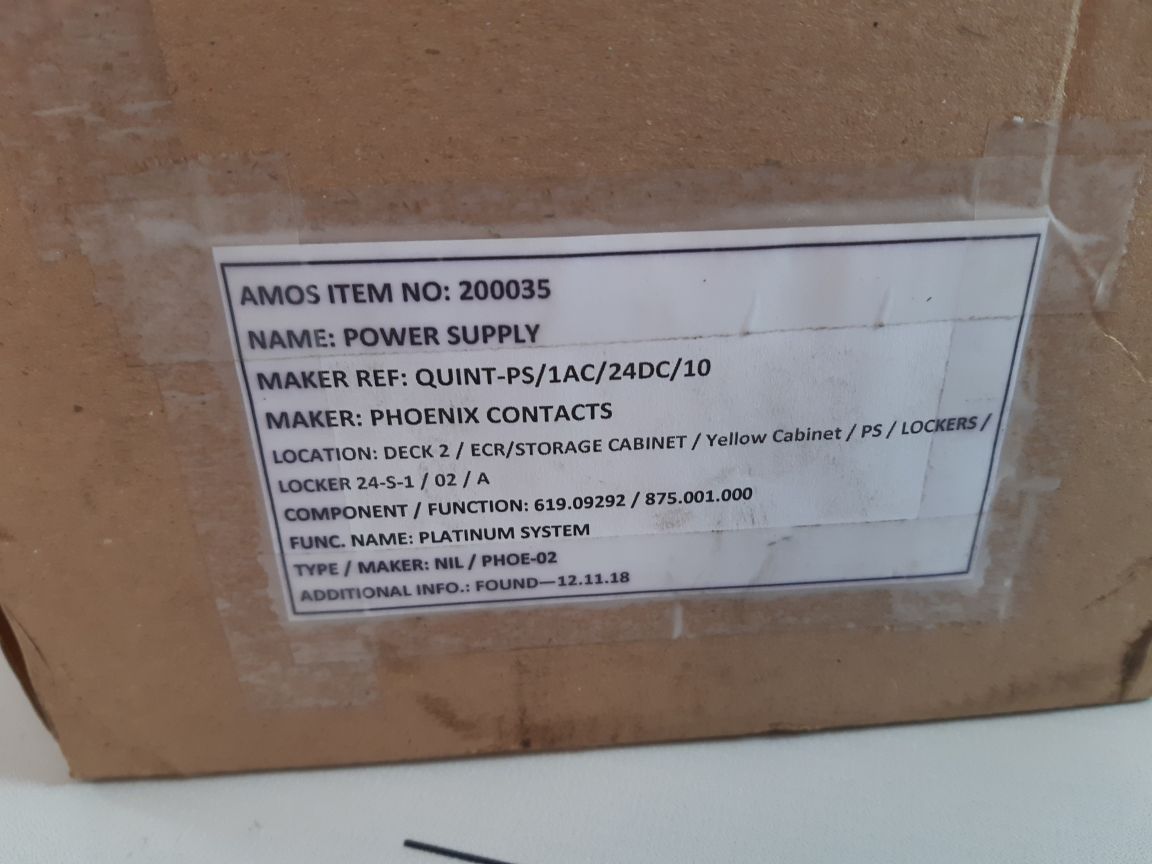 AMOS ITEM NO: 200035
NAME: POWER SUPPLY
MAKER REF: QUINT-PS/1AC/24DC/10
MAKER: PHOENIX CONTACTS
LOCATION: DECK 2 / ECR/STORAGE CABINET / Yellow Cabinet / PS / LOCKERS /
LOCKER 24-S-1 / 02 / A
COMPONENT / FUNCTION: 619.09292 / 875.001.000
FUNC. NAME: PLATINUM SYSTEM
TYPE / MAKER: NIL / PHOE-02
ADDITIONAL INFO.: FOUND—12.11.18